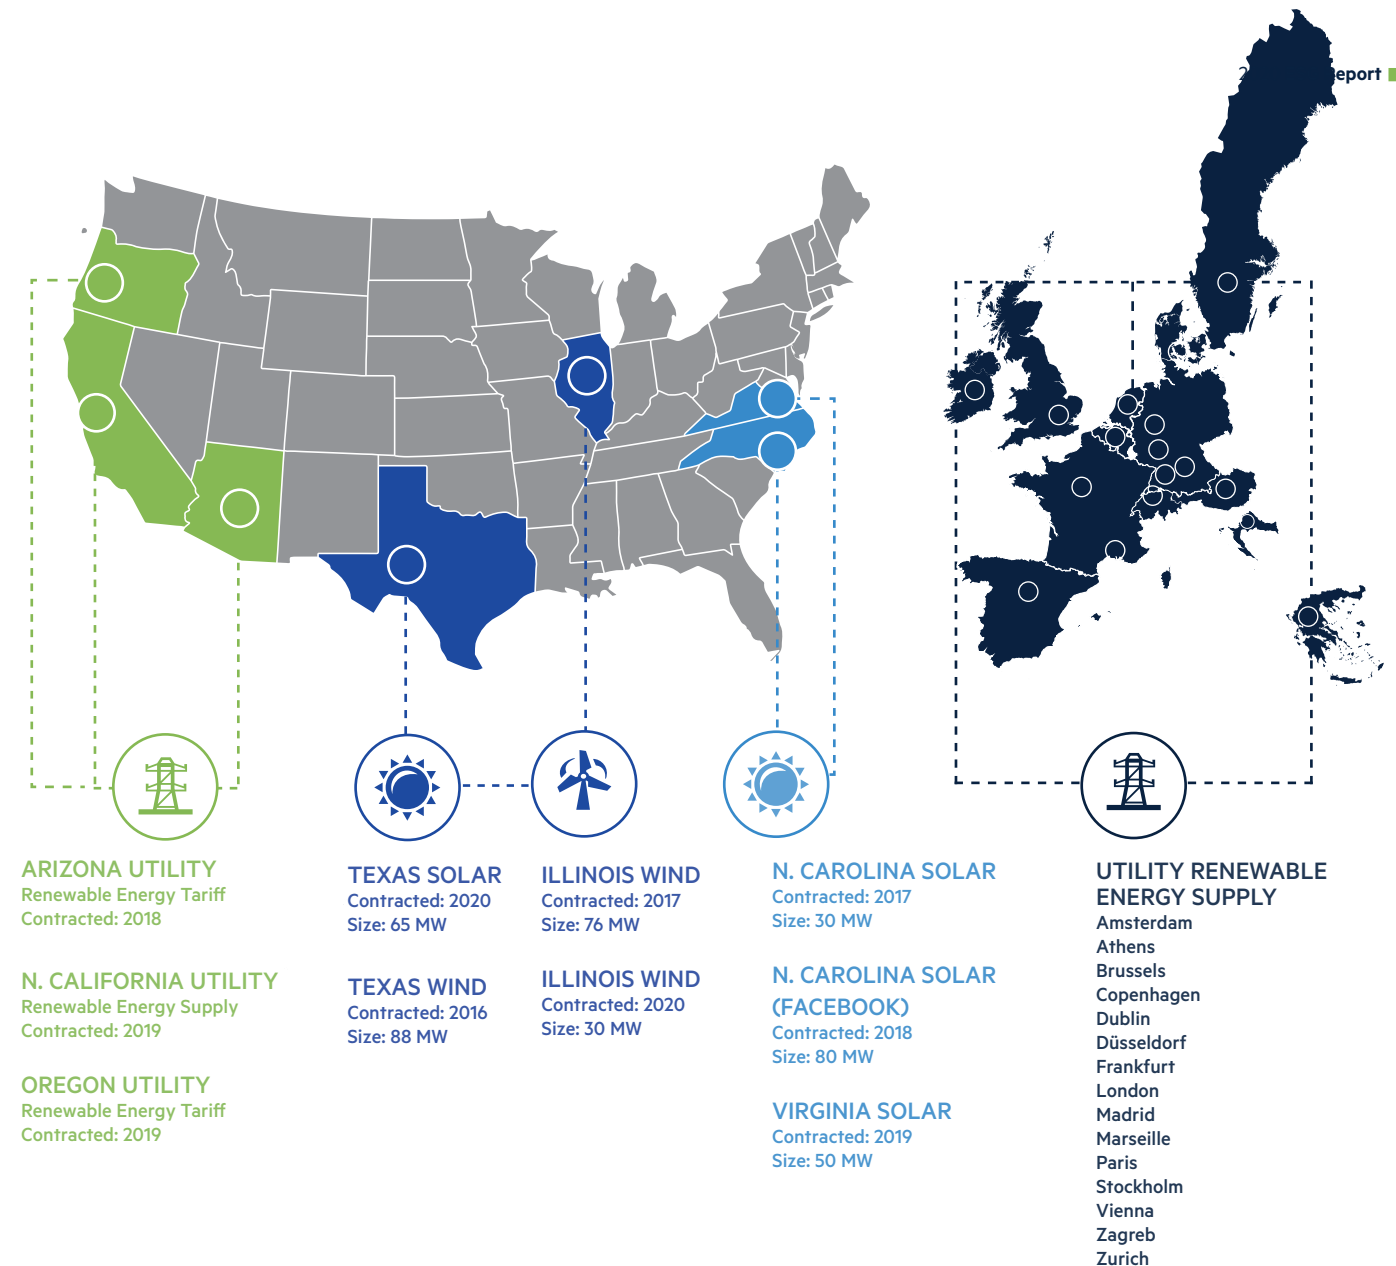 eport
ARIZONA UTILITY
Renewable Energy Tariff
Contracted: 2018
N. CALIFORNIA UTILITY
Renewable Energy Supply
Contracted: 2019
OREGON UTILITY
Renewable Energy Tariff
Contracted: 2019
TEXAS SOLAR
Contracted: 2020
Size: 65 MW
TEXAS WIND
Contracted: 2016
Size: 88 MW
ILLINOIS WIND
Contracted: 2017
Size: 76 MW
ILLINOIS WIND
Contracted: 2020
Size: 30 MW
N. CAROLINA SOLAR
Contracted: 2017
Size: 30 MW
N. CAROLINA SOLAR
(FACEBOOK)
Contracted: 2018
Size: 80 MW
VIRGINIA SOLAR
Contracted: 2019
Size: 50 MW
UTILITY RENEWABLE
ENERGY SUPPLY
Amsterdam
Athens
Brussels
Copenhagen
Dublin
Düsseldorf
Frankfurt
London
Madrid
Marseille
Paris
Stockholm
Vienna
Zagreb
Zurich